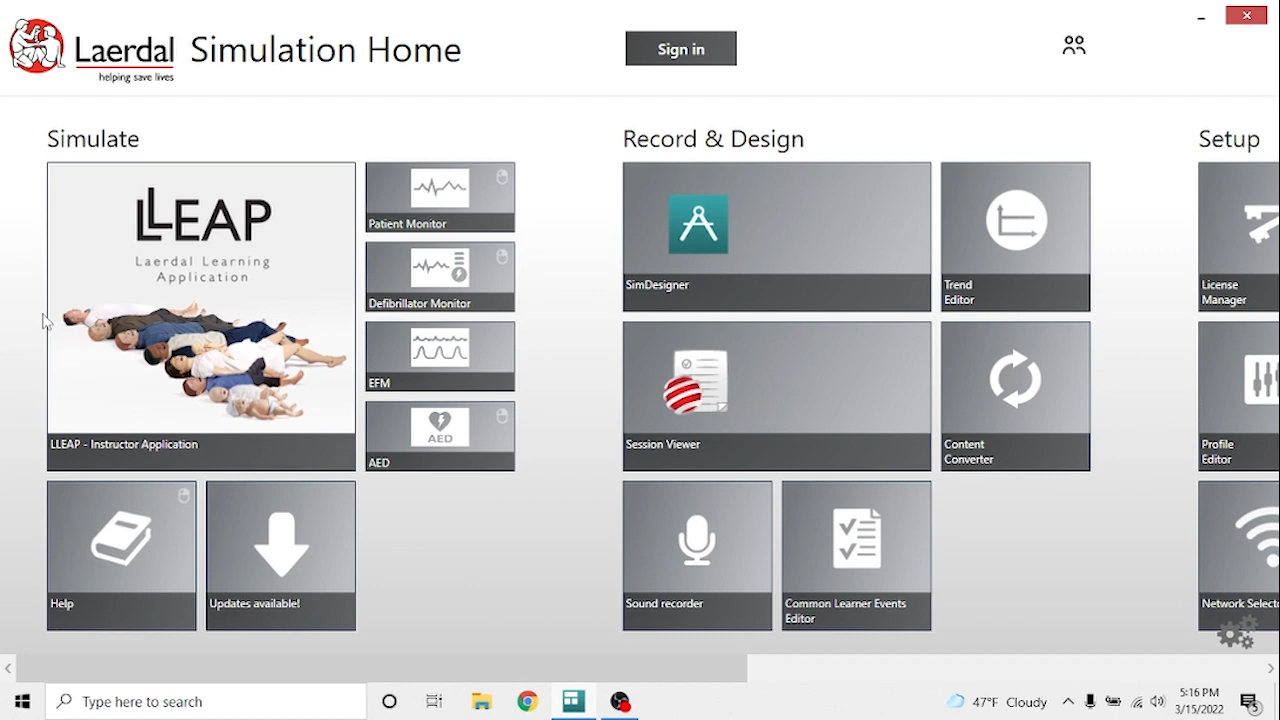 Laerdal
helping save lives
Simulation Home
Sign in
Simulate
Record & Design
Setup
LLEAP
Laerdal Learning
Application
LLEAP - Instructor Application
Patient Monitor
Defibrillator Monitor
EFM
AED
AED
Help
Updates available!
SimDesigner
Trend
Editor
Session Viewer
Content
Converter
Sound recorder
Common Learner Events
Editor
License
Manager
Profile
Editor
Network Select
Type here to search
47°F Cloudy
5:16 PM
3/15/2022
5